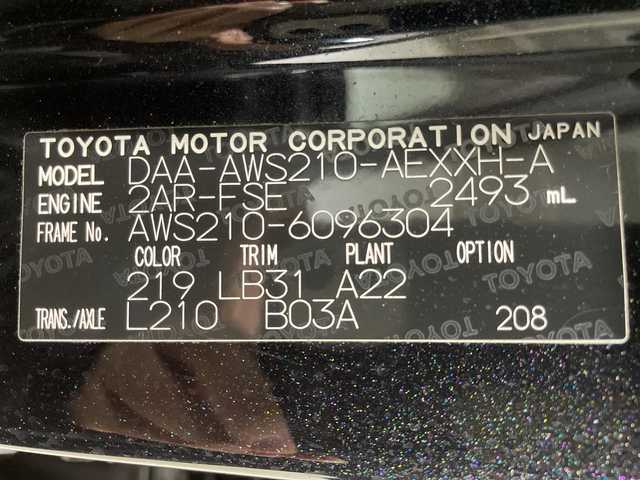 TOYOTA MOTOR CORPORATION JAPAN
MODEL DAA-AWS210-AEXXH-A
ENGINE 2AR-FSE 2493 mL
FRAME No. AWS210-6096304
COLOR TRIM PLANT OPTION
219 LB31 A22
TRANS./AXLE L210 B03A 208